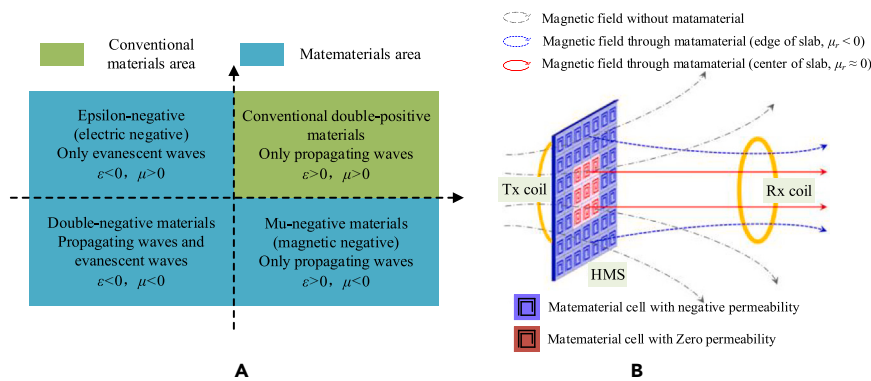 Conventional
materials area
Matematerials area
Epsilon-negative
(electric negative)
Only evanescent waves
ε<0, μ>0
Conventional double-positive
materials
Only propagating waves
ε>0, μ>0
Double-negative materials
Propagating waves and
evanescent waves
ε<0, μ<0
Mu-negative materials
(magnetic negative)
Only propagating waves
ε>0, μ<0
A
Magnetic field without matamaterial
Magnetic field through matamaterial (edge of slab, μr < 0)
Magnetic field through matamaterial (center of slab, μr ≈ 0)
Tx coil
Rx coil
HMS
Matematerial cell with negative permeability
Matematerial cell with Zero permeability
B